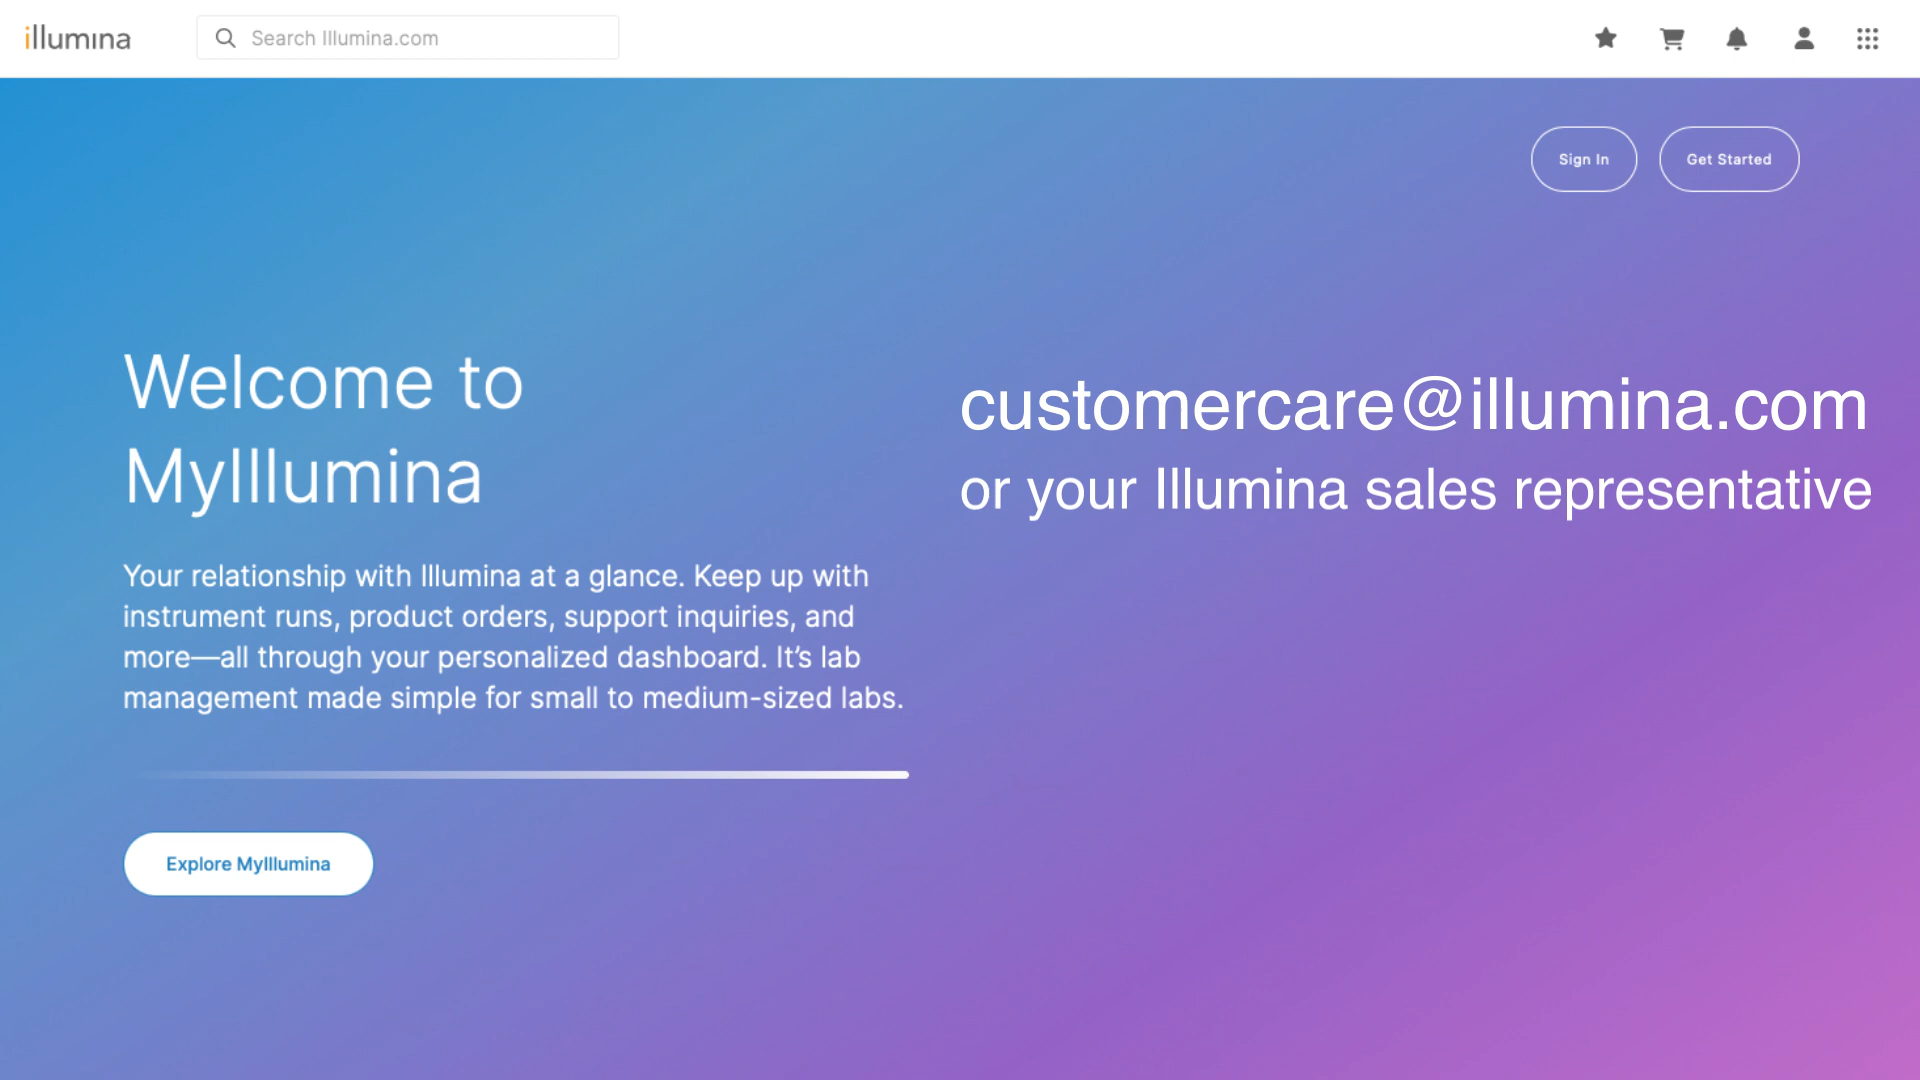 illumina
Search Illumina.com
Sign In
Get Started
Welcome to
MyIllumina
customercare@illumina.com
or your Illumina sales representative
Your relationship with Illumina at a glance. Keep up with
instrument runs, product orders, support inquiries, and
more—all through your personalized dashboard. It’s lab
management made simple for small to medium-sized labs.
Explore MyIllumina